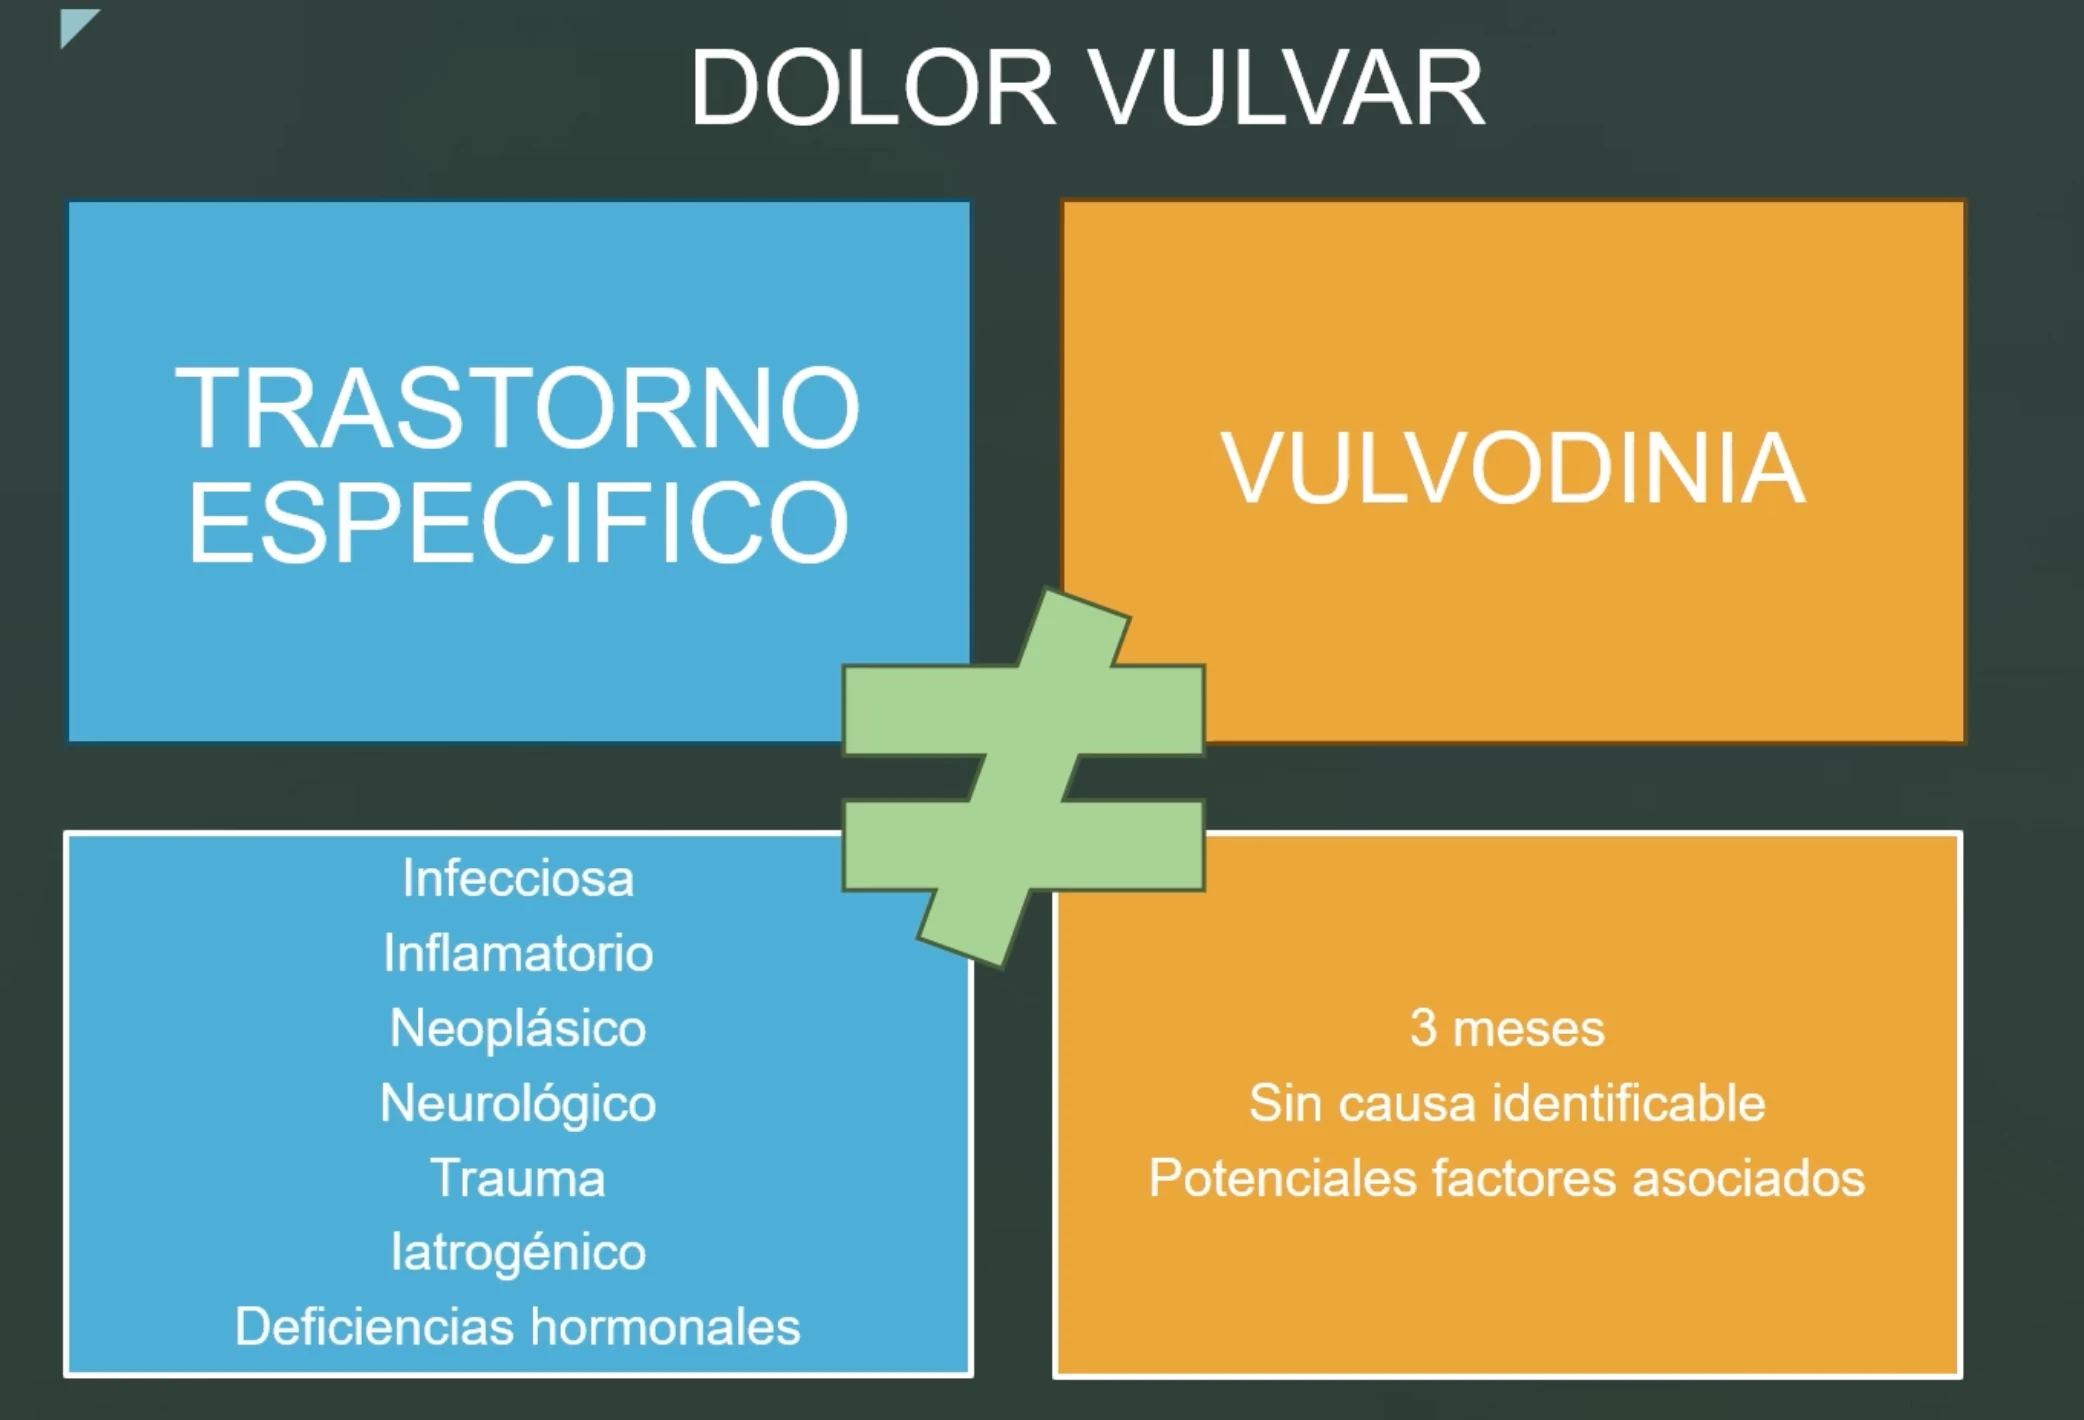 DOLOR VULVAR
TRASTORNO
ESPECIFICO
VULVODINIA
Infecciosa
Inflamatorio
Neoplásico
Neurológico
Trauma
Iatrogénico
Deficiencias hormonales
3 meses
Sin causa identificable
Potenciales factores asociados